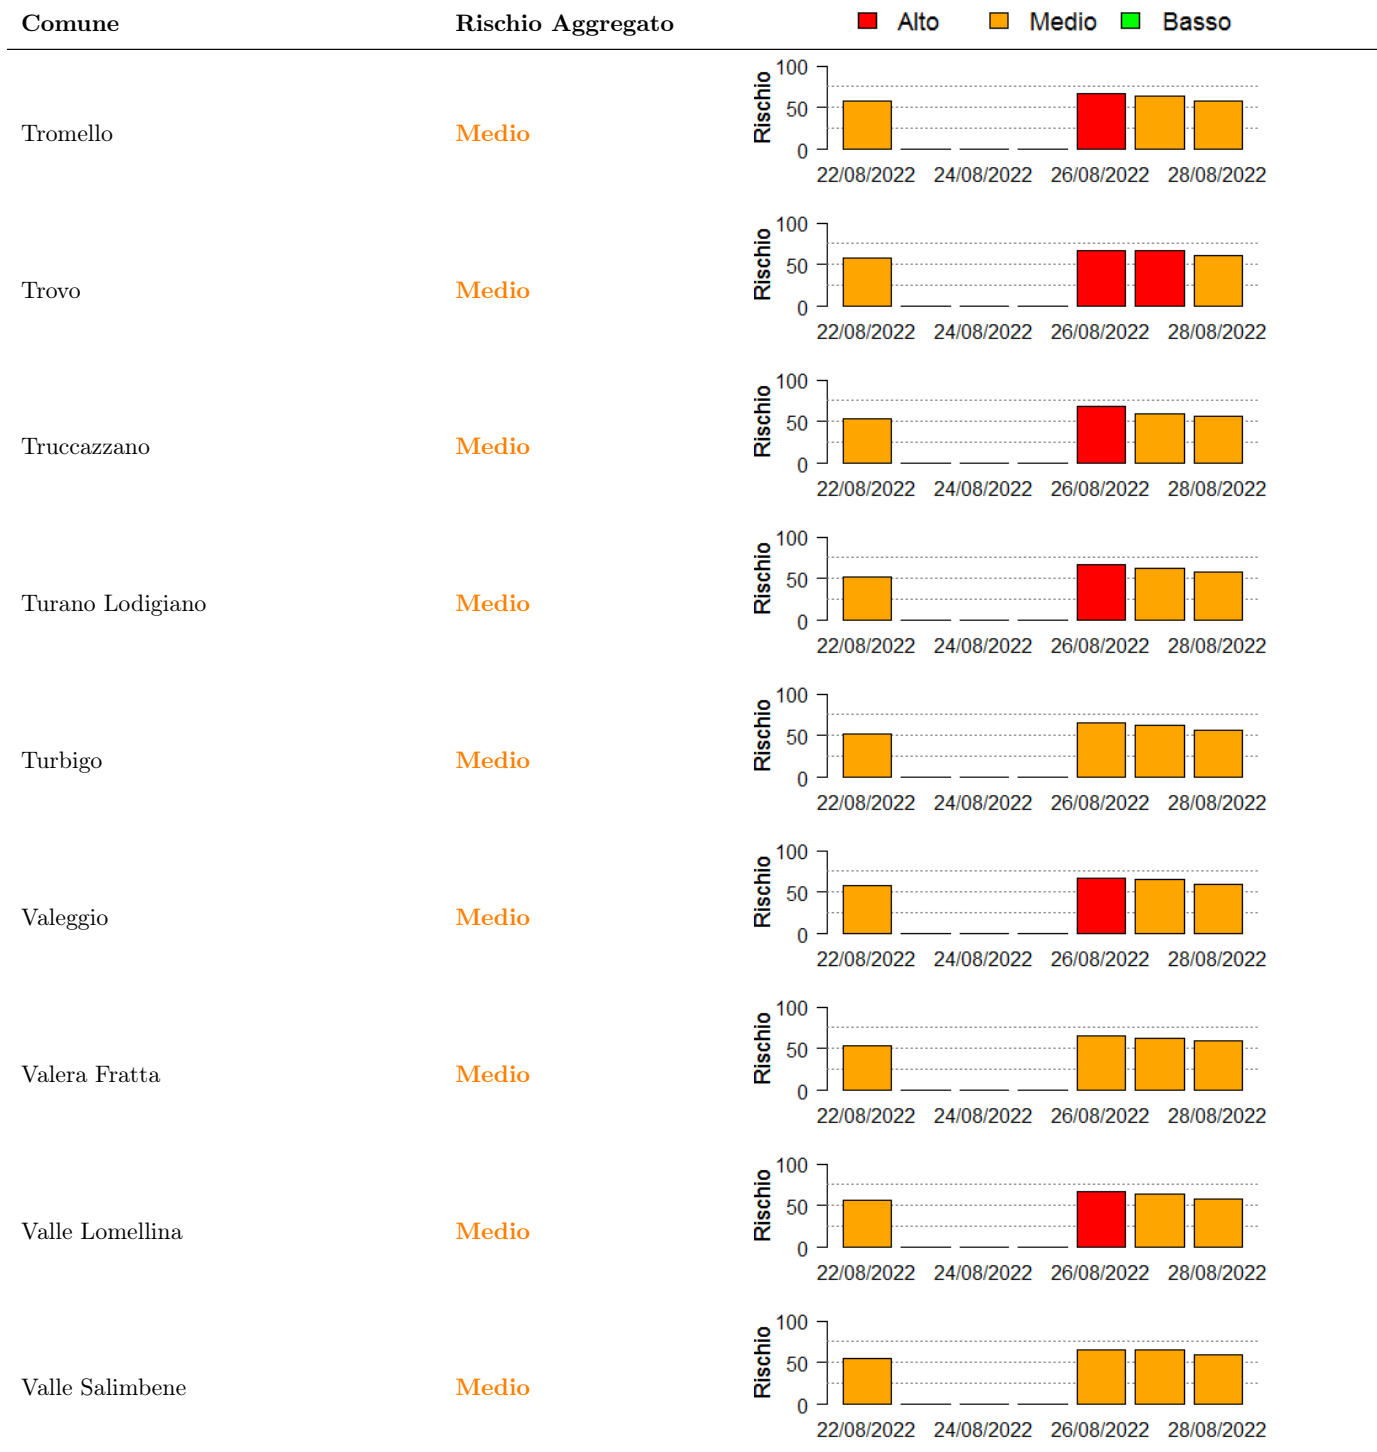 Comune Rischio Aggregato Alto Medio Basso
Tromello Medio
Rischio
100
50
0
22/08/2022 24/08/2022 26/08/2022 28/08/2022
Trovo Medio
Rischio
100
50
0
22/08/2022 24/08/2022 26/08/2022 28/08/2022
Truccazzano Medio
Rischio
100
50
0
22/08/2022 24/08/2022 26/08/2022 28/08/2022
Turano Lodigiano Medio
Rischio
100
50
0
22/08/2022 24/08/2022 26/08/2022 28/08/2022
Turbigo Medio
Rischio
100
50
0
22/08/2022 24/08/2022 26/08/2022 28/08/2022
Valeggio Medio
Rischio
100
50
0
22/08/2022 24/08/2022 26/08/2022 28/08/2022
Valera Fratta Medio
Rischio
100
50
0
22/08/2022 24/08/2022 26/08/2022 28/08/2022
Valle Lomellina Medio
Rischio
100
50
0
22/08/2022 24/08/2022 26/08/2022 28/08/2022
Valle Salimbene Medio
Rischio
100
50
0
22/08/2022 24/08/2022 26/08/2022 28/08/2022